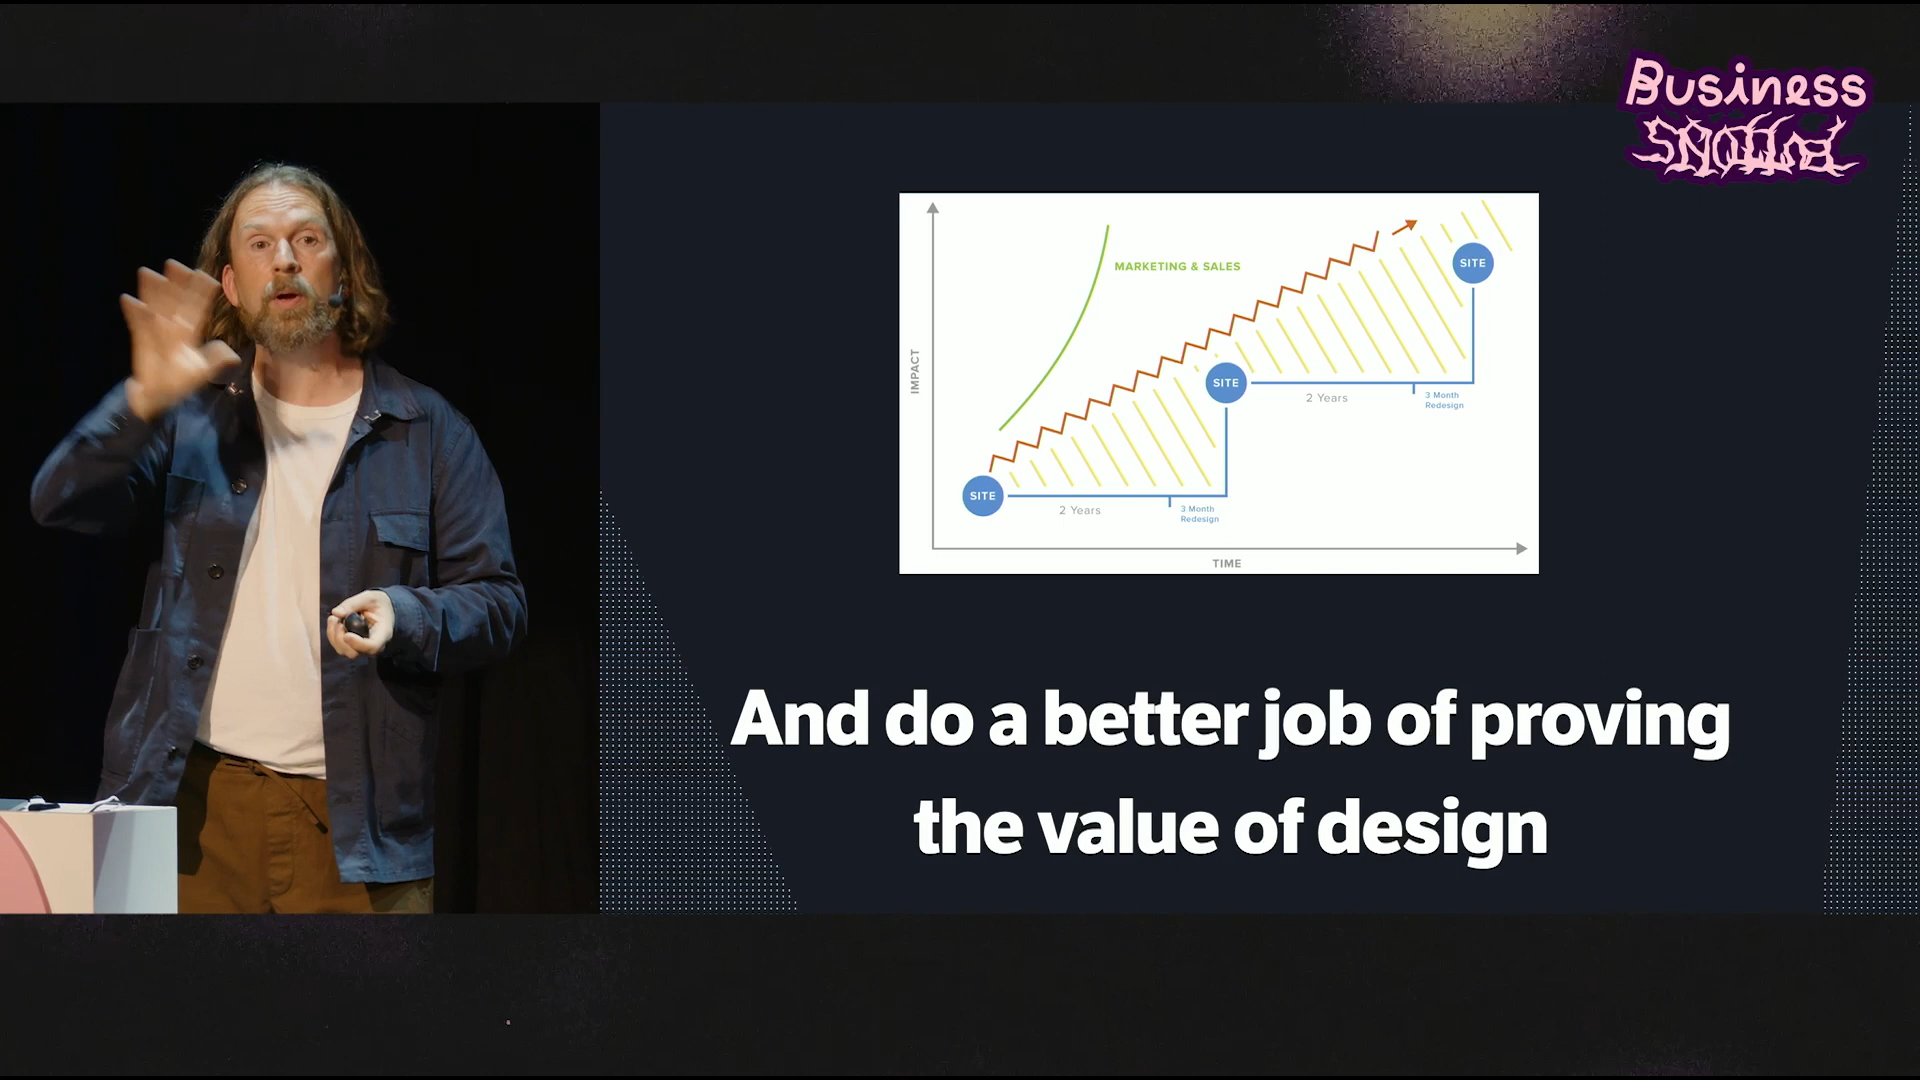 Business
MARKETING & SALES
SITE
IMPACT
SITE
2 Years
3 Month
Redesign
SITE
2 Years
3 Month
Redesign
TIME
And do a better job of proving
the value of design